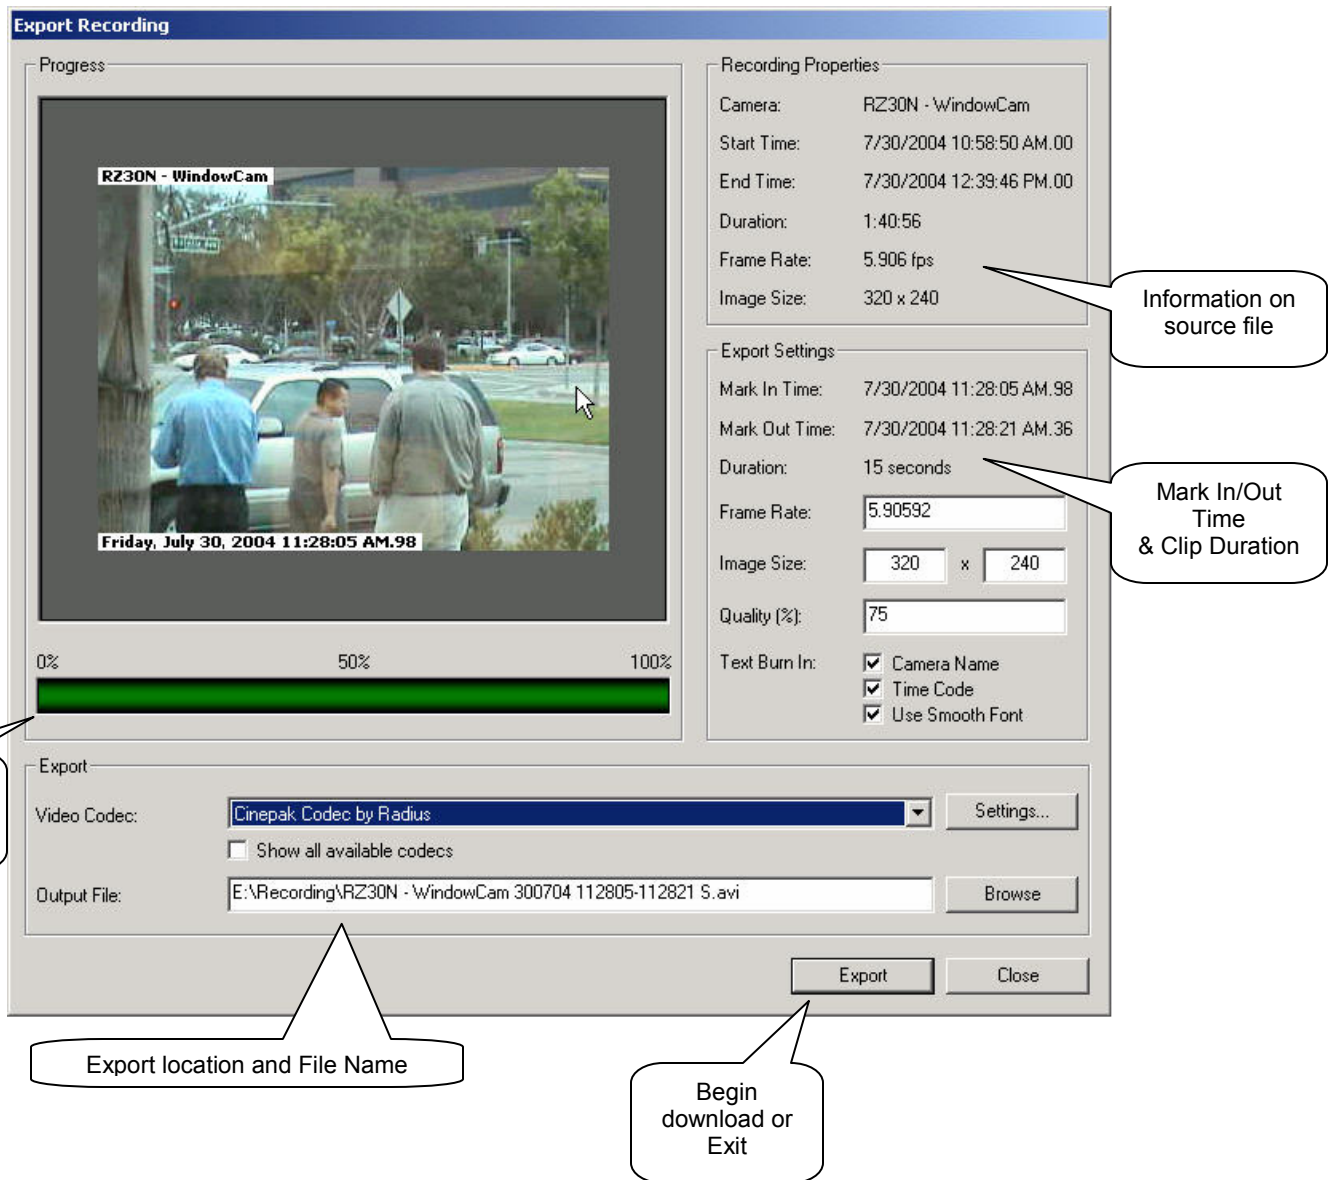 Export Recording
Progress
RZ30N - WindowCam
Friday, July 30, 2004 11:28:05 AM.98
0% 50% 100%
Recording Properties
Camera: RZ30N - WindowCam
Start Time: 7/30/2004 10:58:50 AM.00
End Time: 7/30/2004 12:39:46 PM.00
Duration: 1:40:56
Frame Rate: 5.906 fps
Image Size: 320 x 240
Information on
source file
Export Settings
Mark In Time: 7/30/2004 11:28:05 AM.98
Mark Out Time: 7/30/2004 11:28:21 AM.36
Duration: 15 seconds
Frame Rate: 5.90592
Image Size: 320 x 240
Quality (%): 75
Text Burn In: Camera Name
Time Code
Use Smooth Font
Mark In/Out
Time
& Clip Duration
Export
Video Codec: Cinepak Codec by Radius Settings...
Show all available codecs
Output File: E:\Recording\RZ30N - WindowCam 300704 112805-112821 S.avi Browse
Export Close
Export location and File Name
Begin
download or
Exit